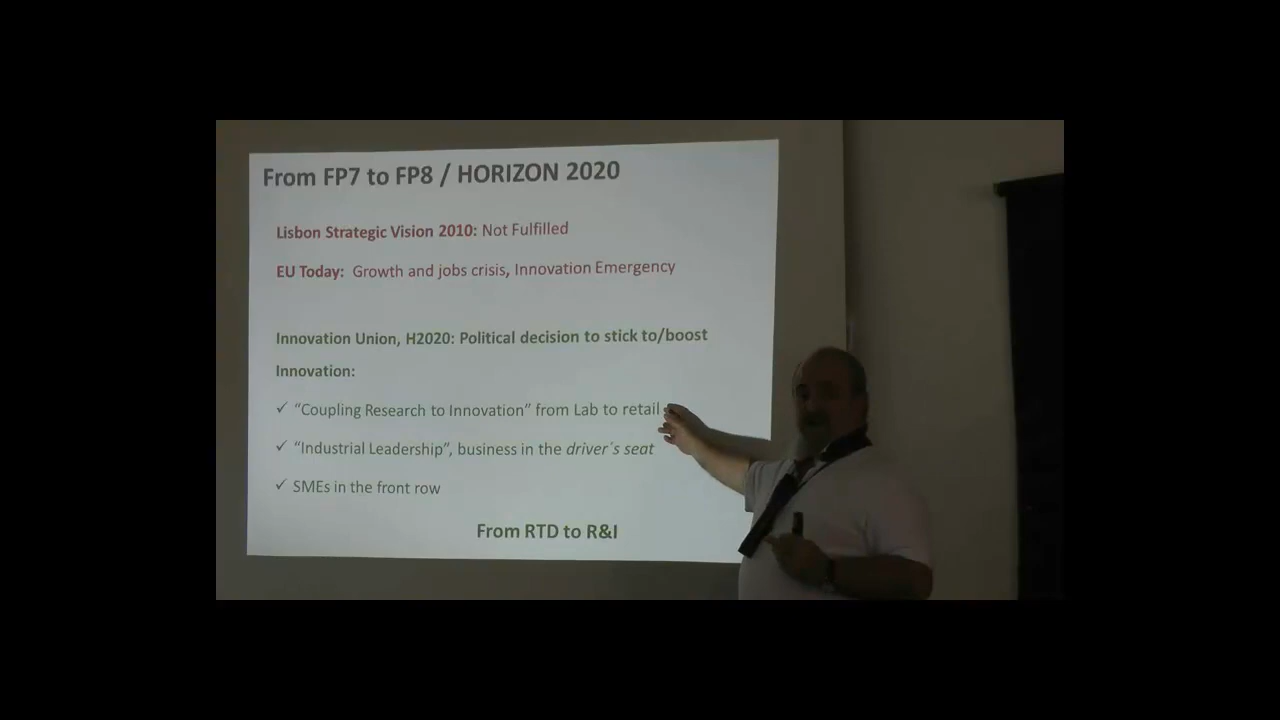 From FP7 to FP8 / HORIZON 2020
Lisbon Strategic Vision 2010: Not Fulfilled
EU Today: Growth and jobs crisis, Innovation Emergency
Innovation Union, H2020: Political decision to stick to/boost
Innovation:
✓ “Coupling Research to Innovation” from Lab to retail
✓ “Industrial Leadership”, business in the driver´s seat
✓ SMEs in the front row
From RTD to R&I